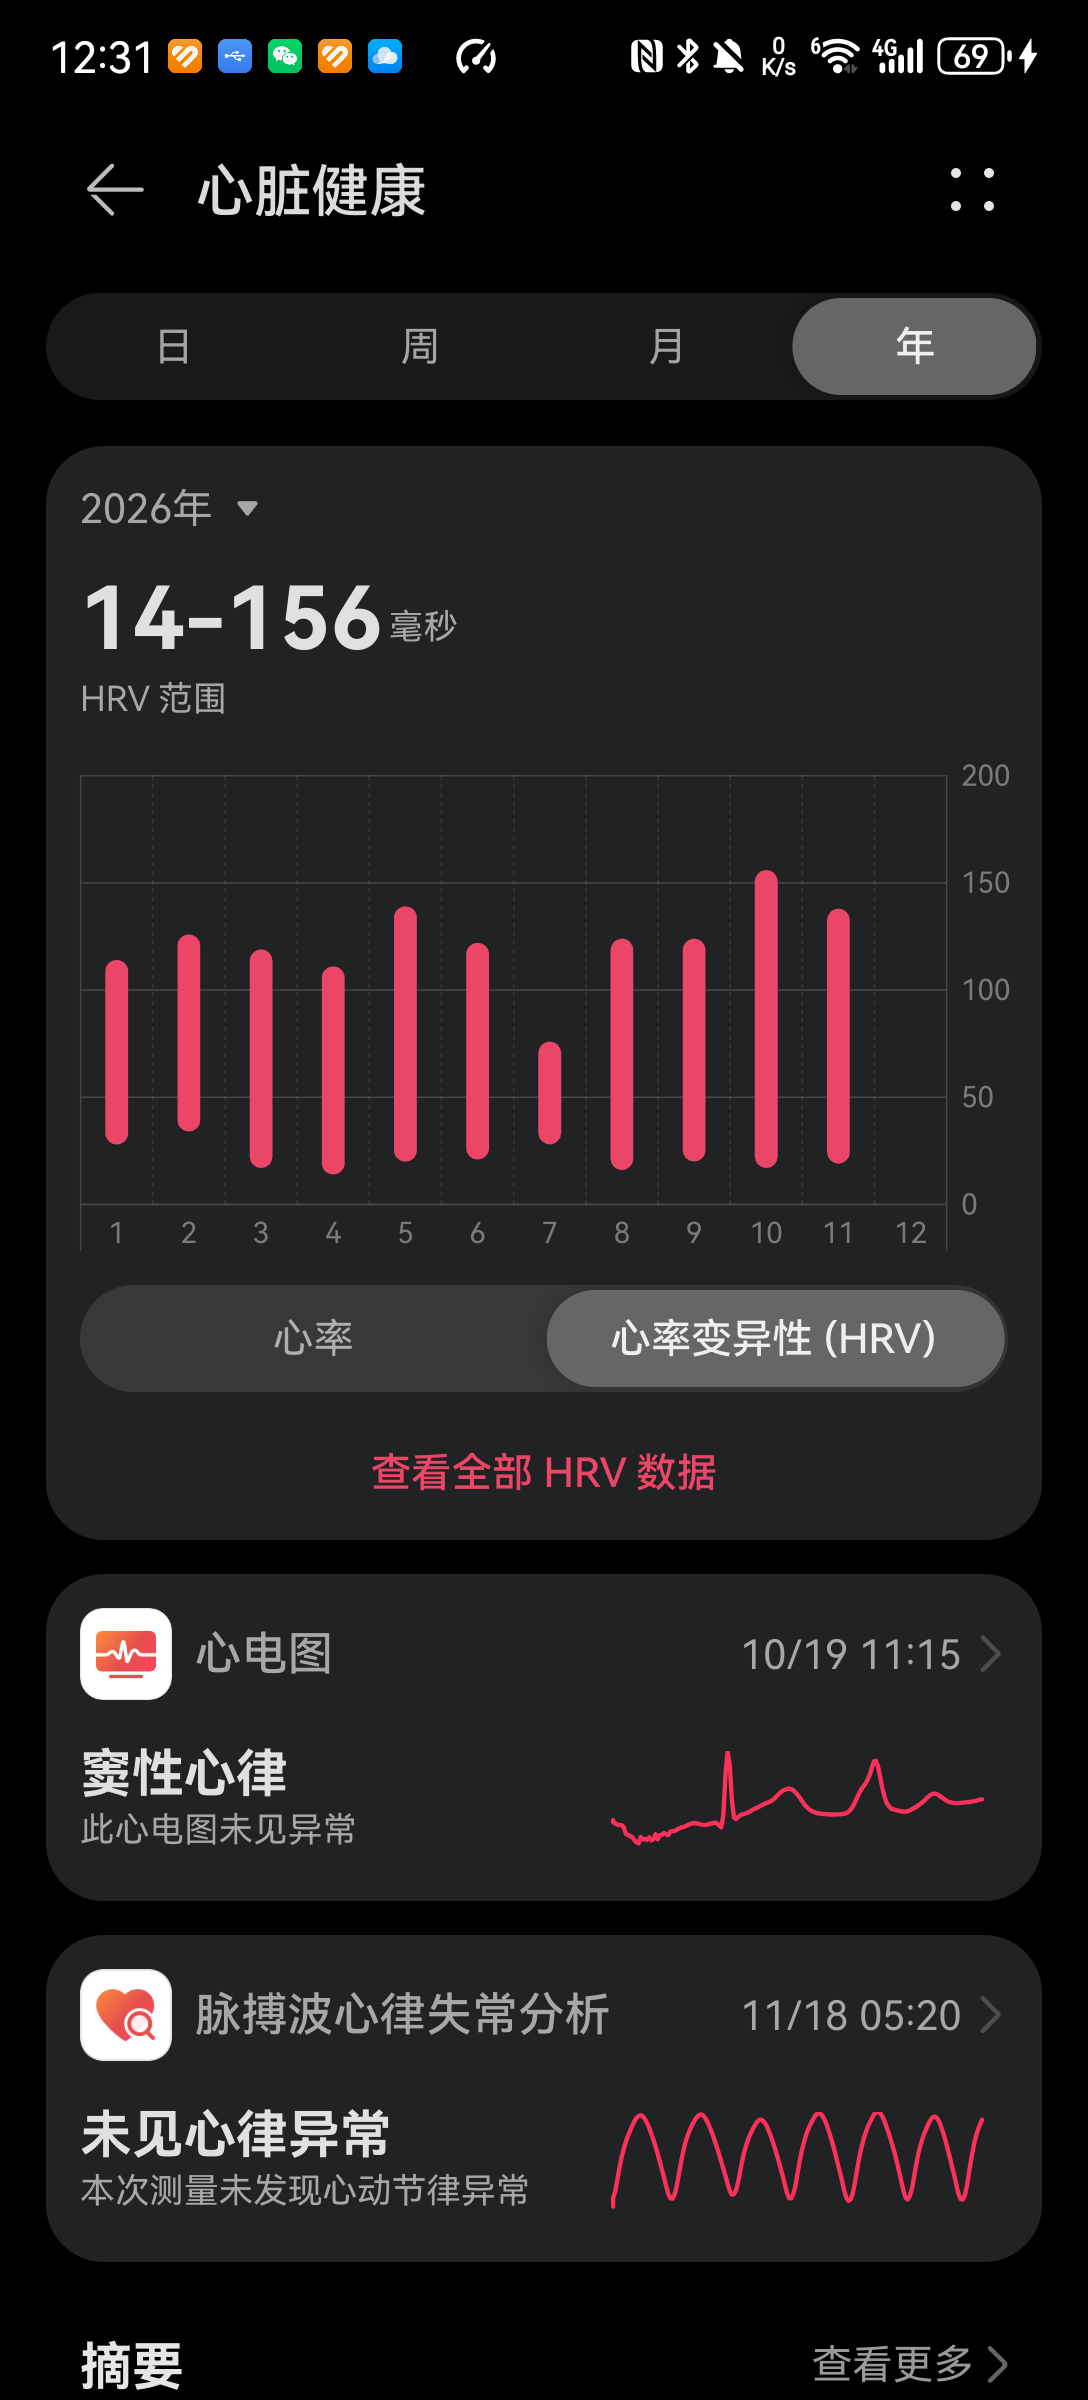 12:31 0 K/s 6 4G 69
心脏健康
日 周 月 年
2026年
14-156 毫秒
HRV 范围
200
150
100
50
0
1 2 3 4 5 6 7 8 9 10 11 12
心率 心率变异性 (HRV)
查看全部 HRV 数据
心电图 10/19 11:15
窦性心律
此心电图未见异常
脉搏波心律失常分析 11/18 05:20
未见心律异常
本次测量未发现心动节律异常
摘要 查看更多